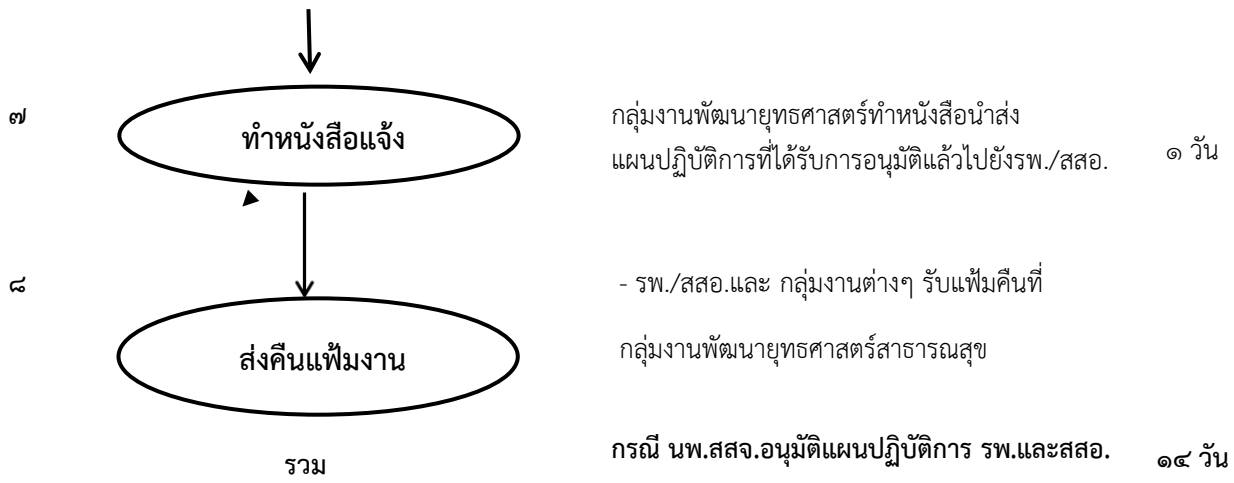 ๗
ทำหนังสือแจ้ง
กลุ่มงานพัฒนายุทธศาสตร์ทำหนังสือนำส่ง
แผนปฏิบัติการที่ได้รับการอนุมัติแล้วไปยังรพ./สสอ.
๑ วัน
๘
ส่งคืนแฟ้มงาน
- รพ./สสอ.และ กลุ่มงานต่างๆ รับแฟ้มคืนที่
กลุ่มงานพัฒนายุทธศาสตร์สาธารณสุข
รวม
กรณี นพ.สสจ.อนุมัติแผนปฏิบัติการ รพ.และสสอ.
๑๔ วัน